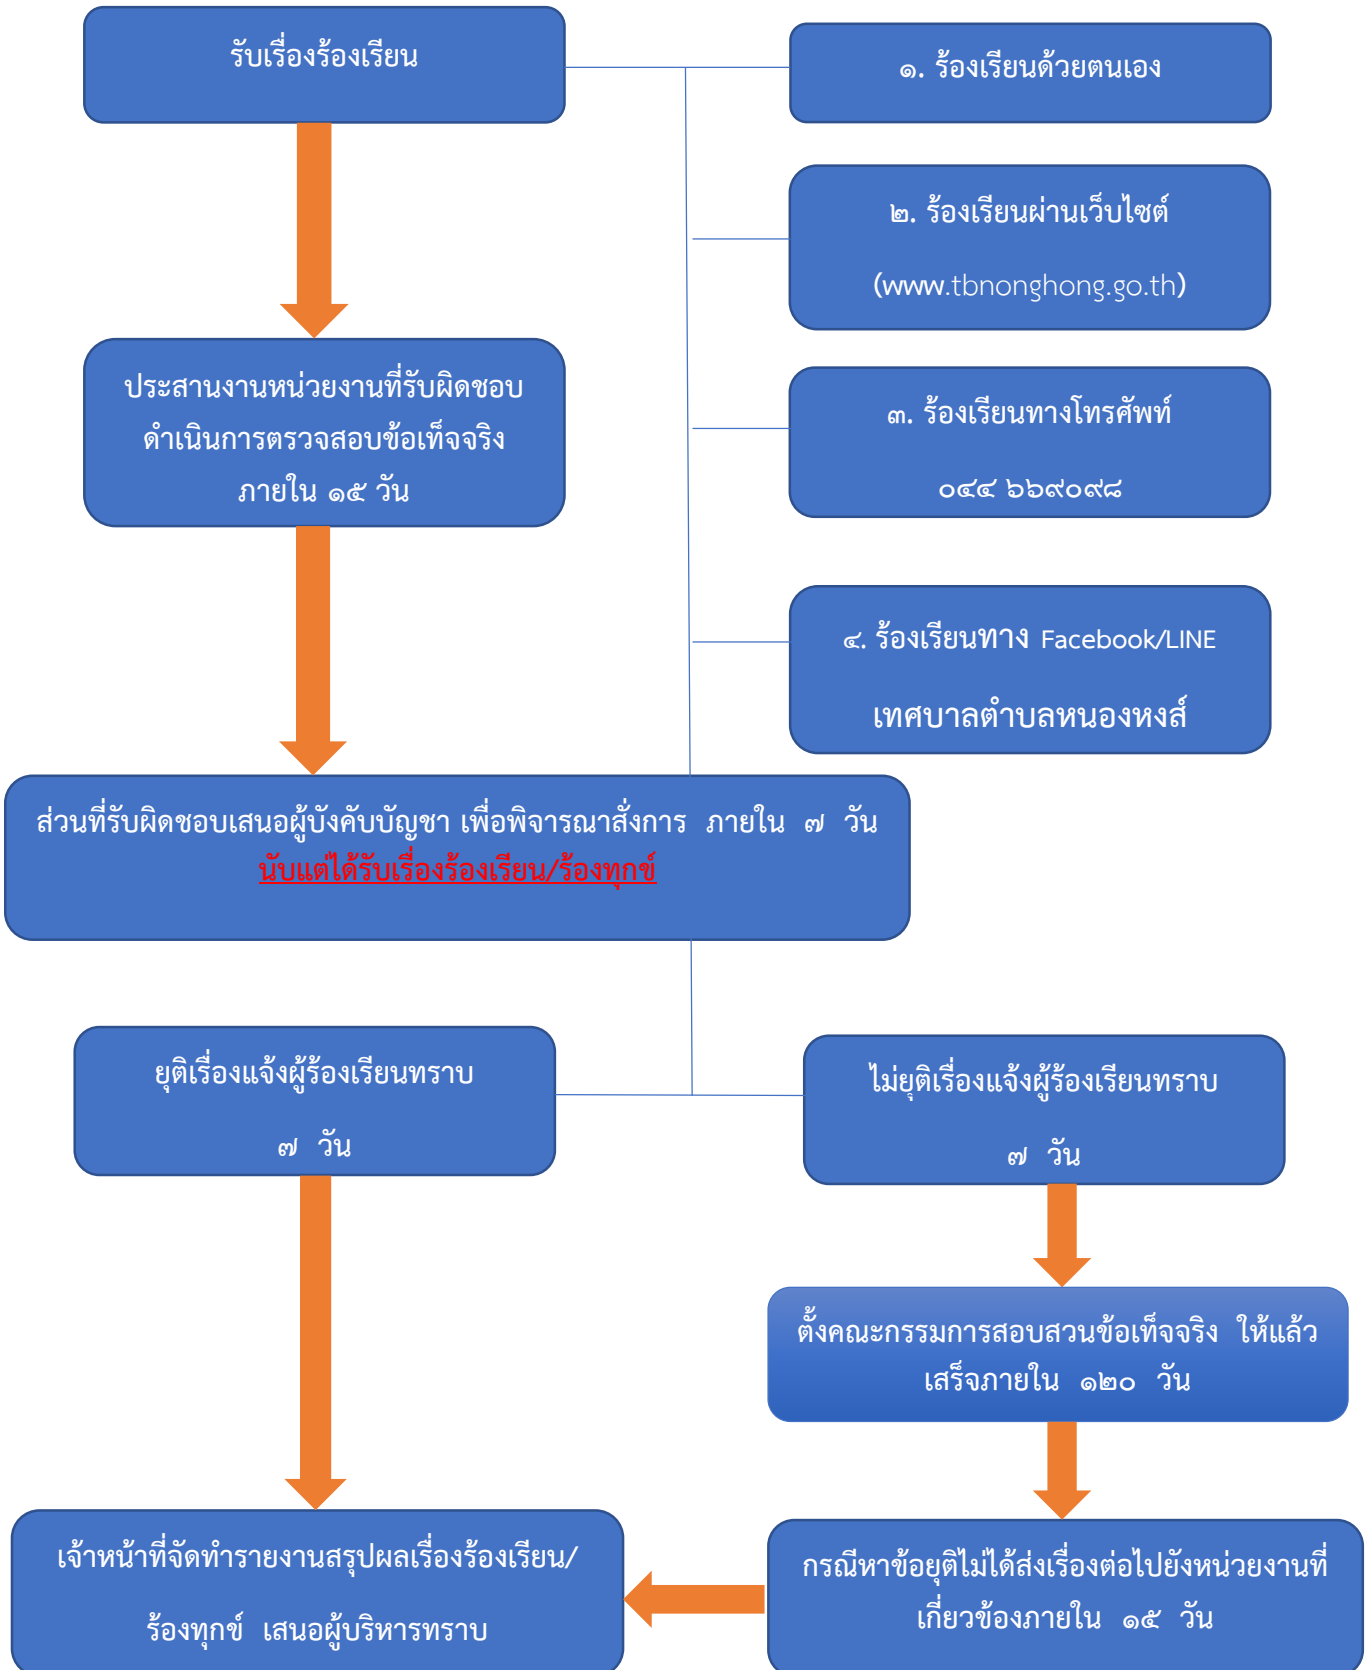 รับเรื่องร้องเรียน
๑. ร้องเรียนด้วยตนเอง
๒. ร้องเรียนผ่านเว็บไซต์
(www.tbnonghong.go.th)
๓. ร้องเรียนทางโทรศัพท์
๐๔๔ ๖๖๙๐๙๘
๔. ร้องเรียนทาง Facebook/LINE
เทศบาลตำบลหนองหงส์
ประสานงานหน่วยงานที่รับผิดชอบ
ดำเนินการตรวจสอบข้อเท็จจริง
ภายใน ๑๕ วัน
ส่วนที่รับผิดชอบเสนอผู้บังคับบัญชา เพื่อพิจารณาสั่งการ ภายใน ๗ วัน
นับแต่ได้รับเรื่องร้องเรียน/ร้องทุกข์
ยุติเรื่องแจ้งผู้ร้องเรียนทราบ
๗ วัน
ไม่ยุติเรื่องแจ้งผู้ร้องเรียนทราบ
๗ วัน
ตั้งคณะกรรมการสอบสวนข้อเท็จจริง ให้แล้ว
เสร็จภายใน ๑๒๐ วัน
กรณีหาข้อยุติไม่ได้ส่งเรื่องต่อไปยังหน่วยงานที่
เกี่ยวข้องภายใน ๑๕ วัน
เจ้าหน้าที่จัดทำรายงานสรุปผลเรื่องร้องเรียน/
ร้องทุกข์ เสนอผู้บริหารทราบ